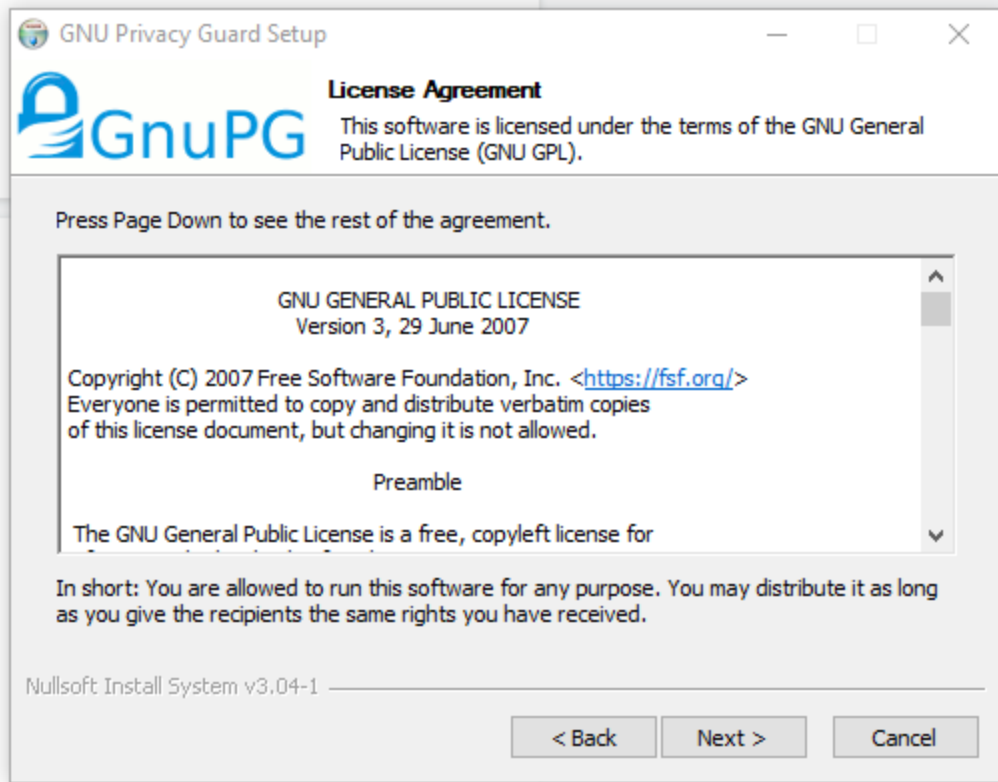 GNU Privacy Guard Setup
GnuPG
License Agreement
This software is licensed under the terms of the GNU General
Public License (GNU GPL).
Press Page Down to see the rest of the agreement.
GNU GENERAL PUBLIC LICENSE
Version 3, 29 June 2007
Copyright (C) 2007 Free Software Foundation, Inc. <https://fsf.org/>
Everyone is permitted to copy and distribute verbatim copies
of this license document, but changing it is not allowed.
Preamble
The GNU General Public License is a free, copyleft license for
In short: You are allowed to run this software for any purpose. You may distribute it as long
as you give the recipients the same rights you have received.
Nullsoft Install System v3.04-1
< Back
Next >
Cancel